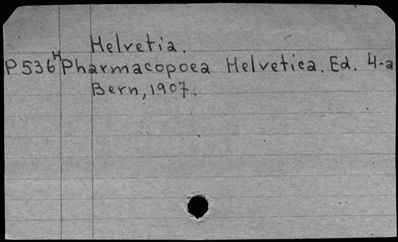 Helvetia.
P536H Pharmacopoea Helvetica. Ed. 4-a
Bern, 1907.